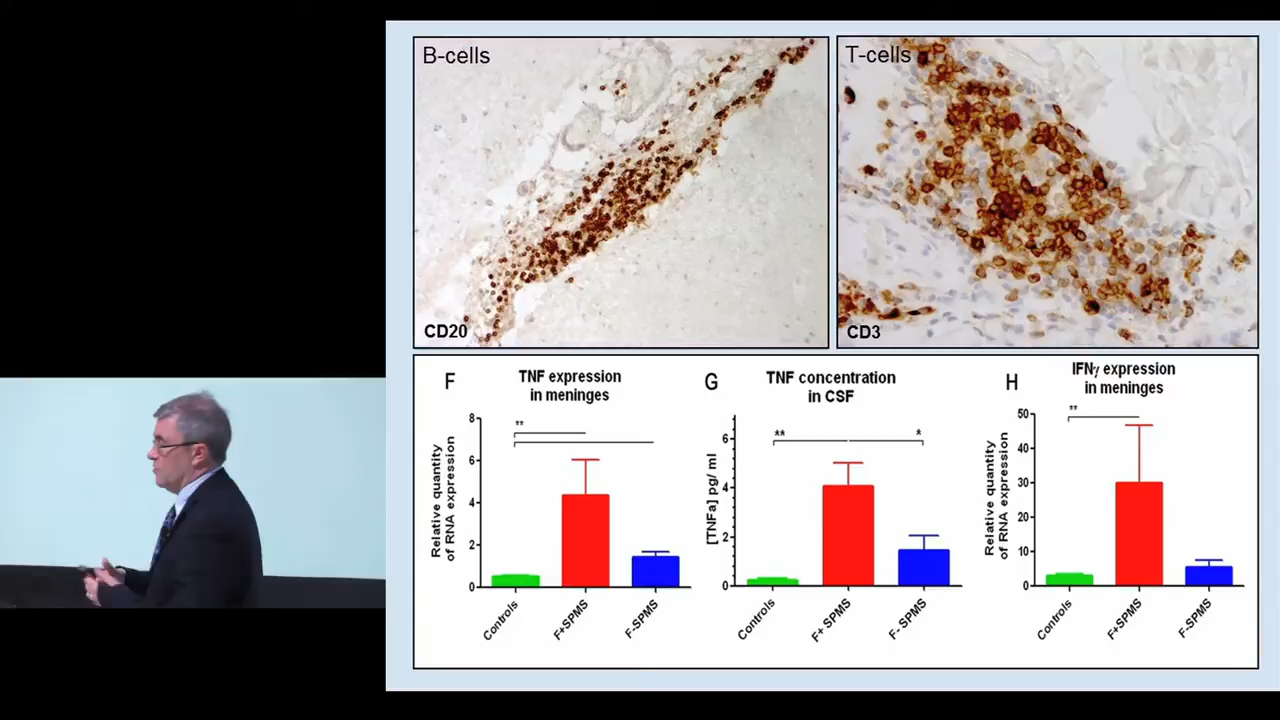 B-cells
CD20
T-cells
CD3
F
TNF expression
in meninges
Relative quantity
of RNA expression
8
6
4
2
0
**
Controls
F+SPMS
F-SPMS
G
TNF concentration
in CSF
[TNFa] pg/ ml
6
4
2
0
**
*
Controls
F+ SPMS
F- SPMS
H
IFNγ expression
in meninges
Relative quantity
of RNA expression
50
40
30
20
10
0
**
Controls
F+SPMS
F-SPMS